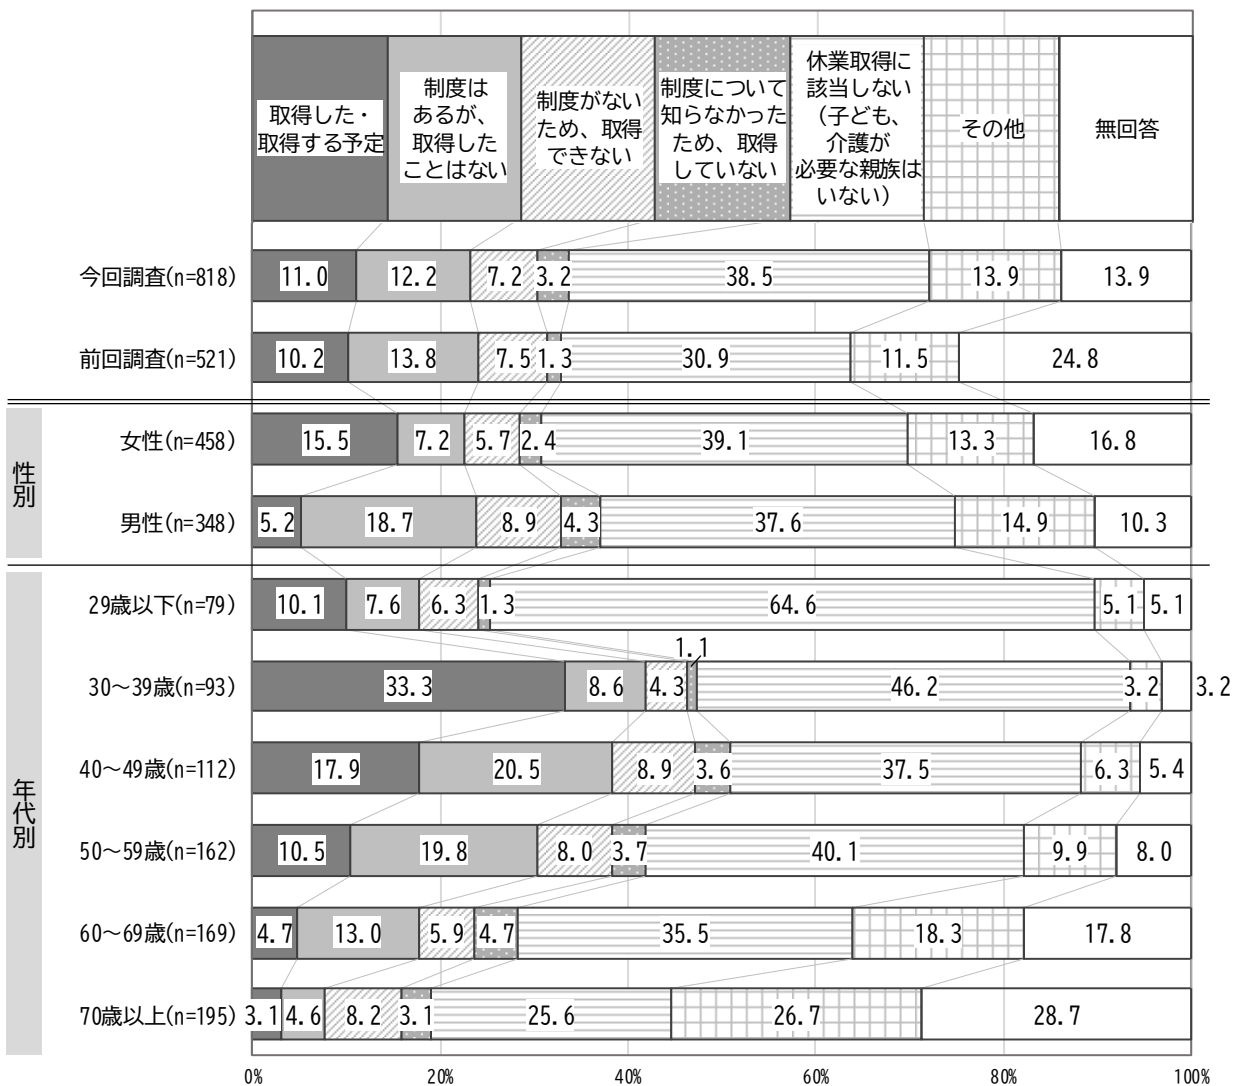 取得した・
取得する予定
制度は
あるが、
取得した
ことはない
制度がない
ため、取得
できない
制度について
知らなかった
ため、取得
していない
休業取得に
該当しない
（子ども、
介護が
必要な親族は
いない）
その他
無回答
今回調査(n=818) 11.0 12.2 7.2 3.2 38.5 13.9 13.9
前回調査(n=521) 10.2 13.8 7.5 1.3 30.9 11.5 24.8
性別
女性(n=458) 15.5 7.2 5.7 2.4 39.1 13.3 16.8
男性(n=348) 5.2 18.7 8.9 4.3 37.6 14.9 10.3
年代別
29歳以下(n=79) 10.1 7.6 6.3 1.3 64.6 5.1 5.1
30～39歳(n=93) 33.3 8.6 4.3 1.1 46.2 3.2 3.2
40～49歳(n=112) 17.9 20.5 8.9 3.6 37.5 6.3 5.4
50～59歳(n=162) 10.5 19.8 8.0 3.7 40.1 9.9 8.0
60～69歳(n=169) 4.7 13.0 5.9 4.7 35.5 18.3 17.8
70歳以上(n=195) 3.1 4.6 8.2 3.1 25.6 26.7 28.7
0% 20% 40% 60% 80% 100%